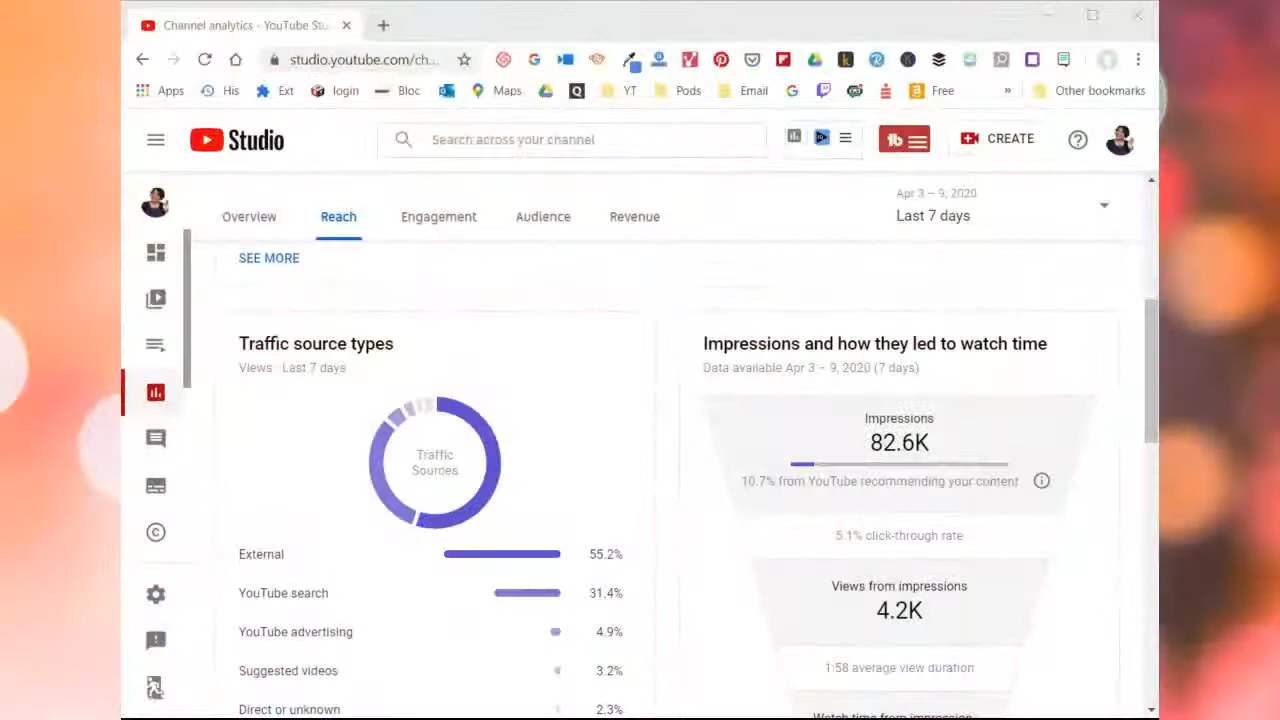 Channel analytics - YouTube Stu
studio.youtube.com/ch...
Apps His Ext login Bloc Maps YT Pods Email Free » Other bookmarks
Studio
Search across your channel
CREATE
Apr 3 – 9, 2020
Last 7 days
Overview Reach Engagement Audience Revenue
SEE MORE
Traffic source types
Views · Last 7 days
Traffic
Sources
External 55.2%
YouTube search 31.4%
YouTube advertising 4.9%
Suggested videos 3.2%
Direct or unknown 2.3%
Impressions and how they led to watch time
Data available Apr 3 – 9, 2020 (7 days)
Impressions
82.6K
10.7% from YouTube recommending your content
5.1% click-through rate
Views from impressions
4.2K
1:58 average view duration
Watch time from impression